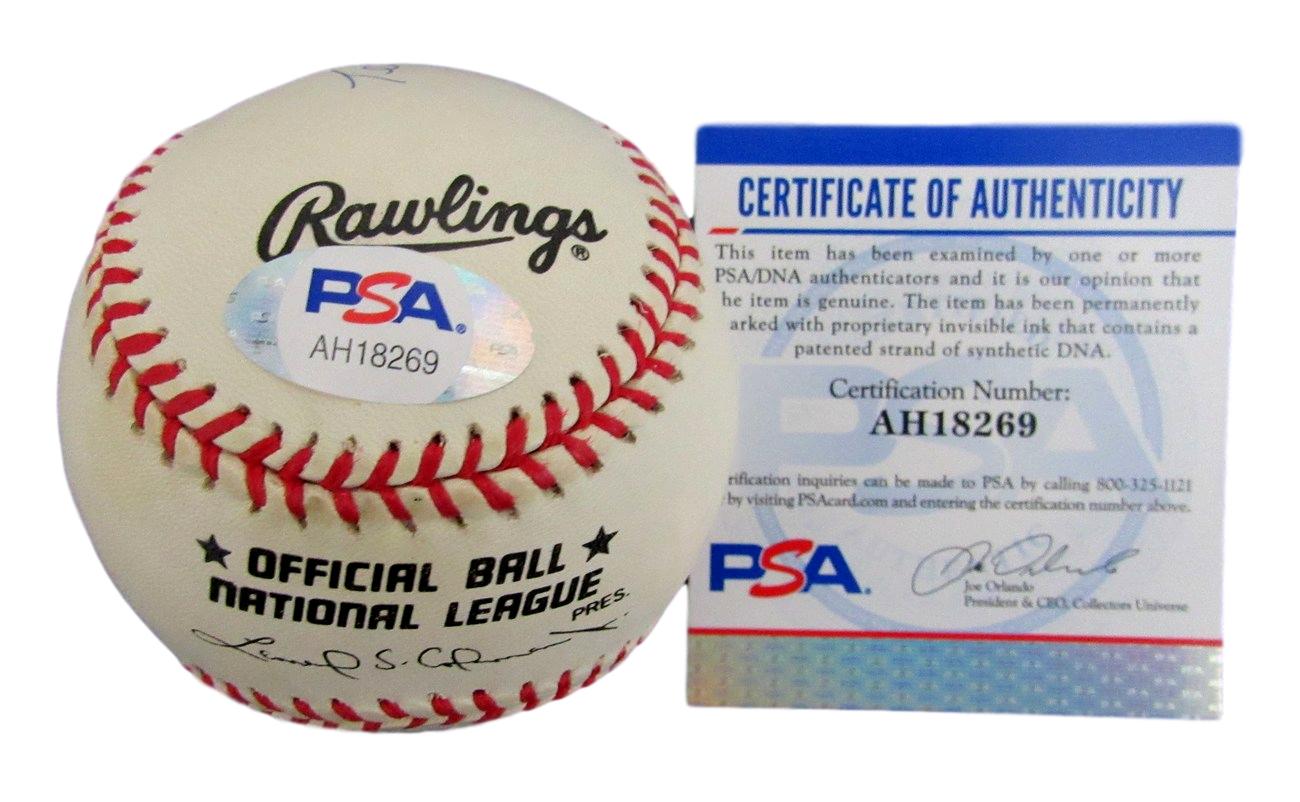 Rawlings®
PSA®
AH18269
OFFICIAL BALL
NATIONAL LEAGUE
PRES.
CERTIFICATE OF AUTHENTICITY
This item has been examined by one or more
PSA/DNA authenticators and it is our opinion that
he item is genuine. The item has been permanently
arked with proprietary invisible ink that contains a
patented strand of synthetic DNA.
Certification Number:
AH18269
rification inquiries can be made to PSA by calling 800-325-1121
by visiting PSAcard.com and entering the certification number above.
PSA.
Joe Orlando
President & CEO, Collectors Universe